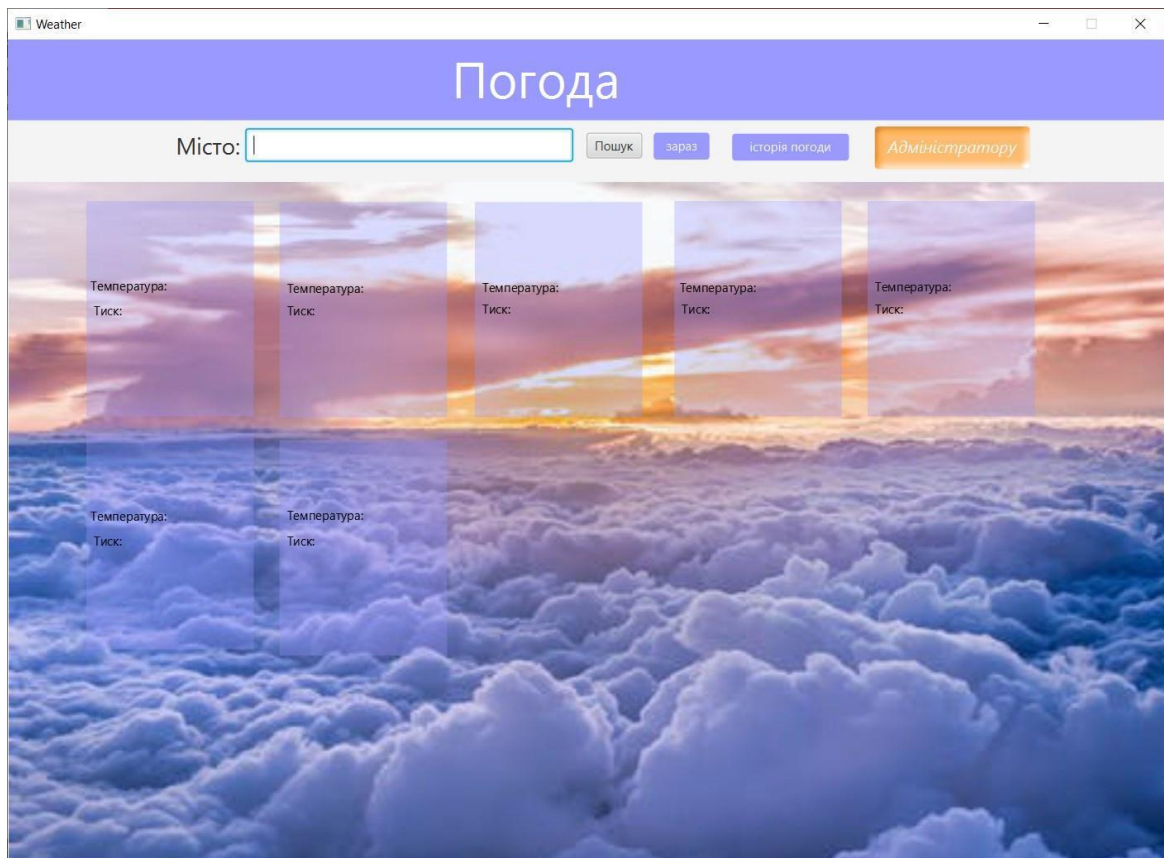 Weather
Погода
Місто: Пошук зараз історія погоди Адміністратору
Температура: Температура: Температура: Температура: Температура:
Тиск: Тиск: Тиск: Тиск: Тиск:
Температура: Температура:
Тиск: Тиск: